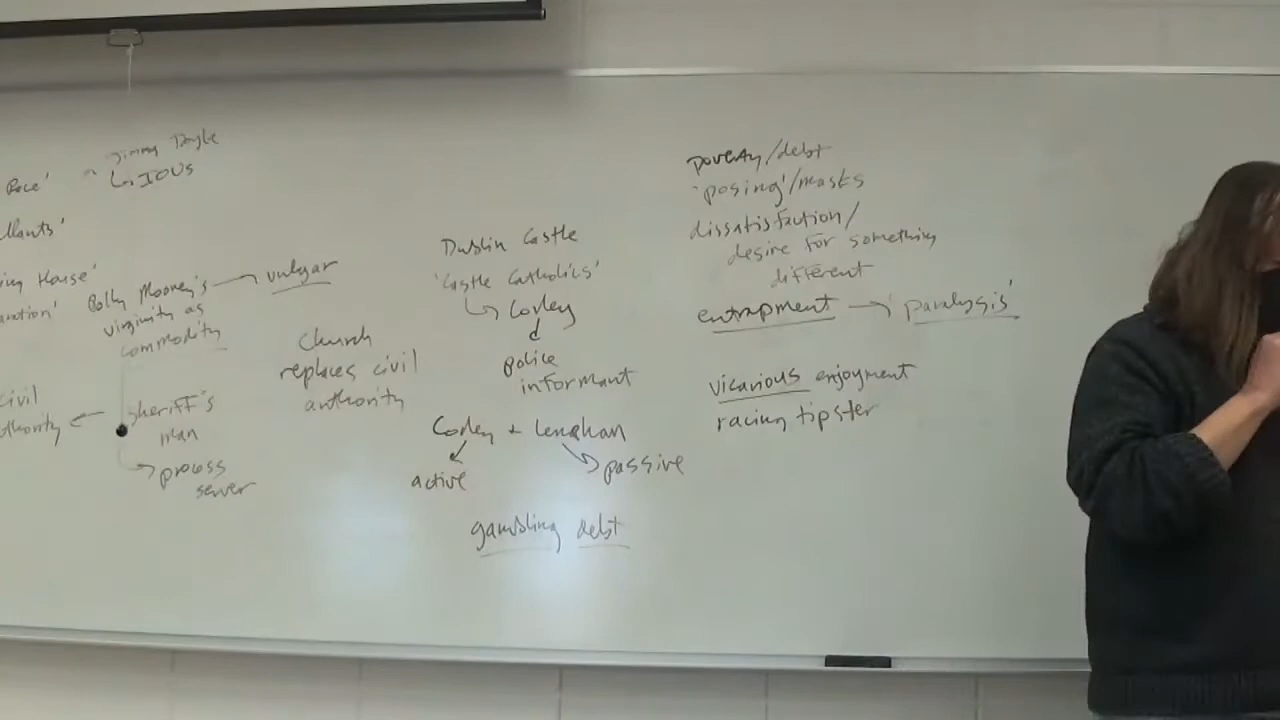 Race'
Jimmy Doyle
↳ IOUs
llants'
ing House'
Polly Mooney's → vulgar
virginity as
commodity
civil
thority ← sheriff's
man
→ process
server
Church
replaces civil
authority
Dublin Castle
'Castle Catholics'
↳ Corley
↓
police
informant
Corley + Lenehan
active
passive
gambling debt
poverty/debt
'posing'/masks
dissatisfaction/
desire for something
different
entrapment → 'paralysis'
vicarious enjoyment
racing tipster